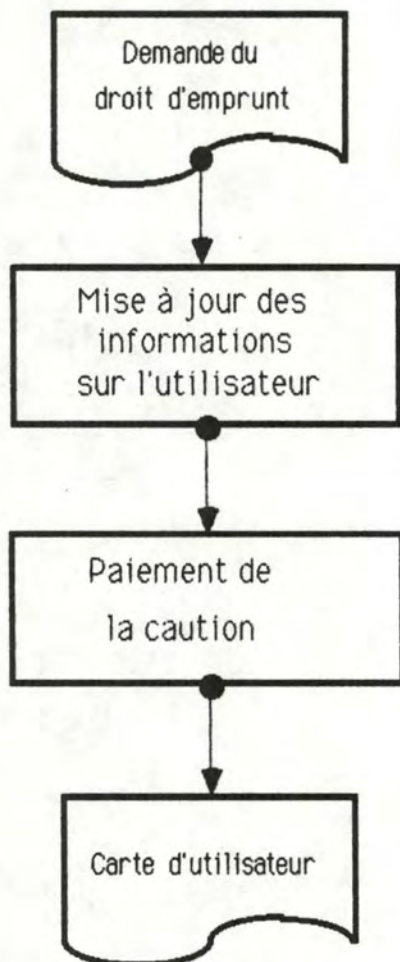 Demande du
droit d'emprunt
Mise à jour des
informations
sur l'utilisateur
Paiement de
la caution
Carte d'utilisateur